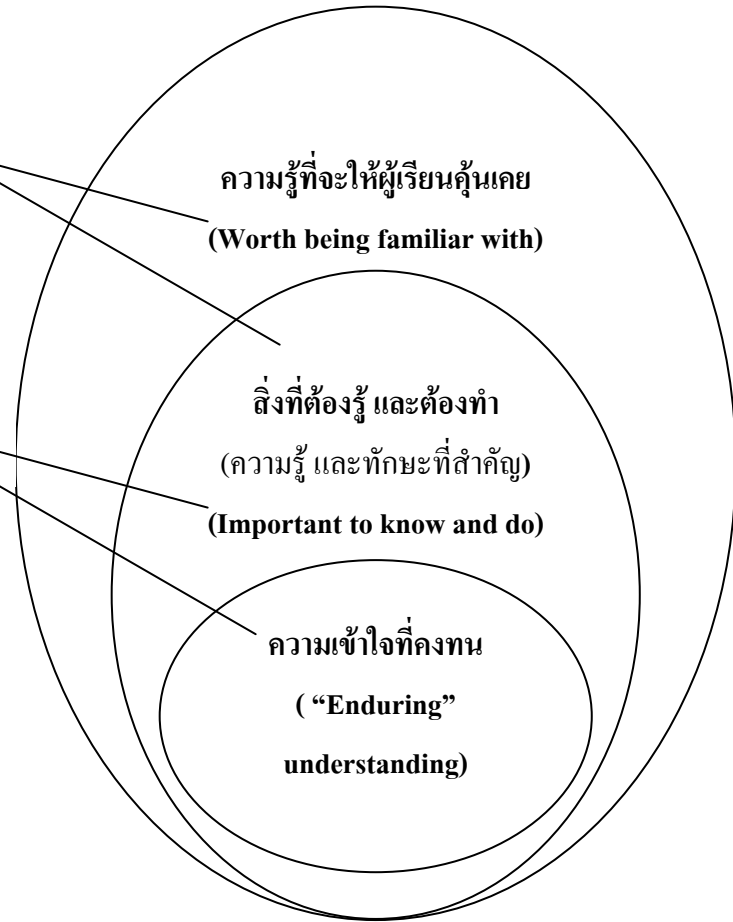 ความรู้ที่จะให้ผู้เรียนคุ้นเคย
(Worth being familiar with)
สิ่งที่ต้องรู้ และต้องทำ
(ความรู้ และทักษะที่สำคัญ)
(Important to know and do)
ความเข้าใจที่คงทน
( “Enduring”
understanding)